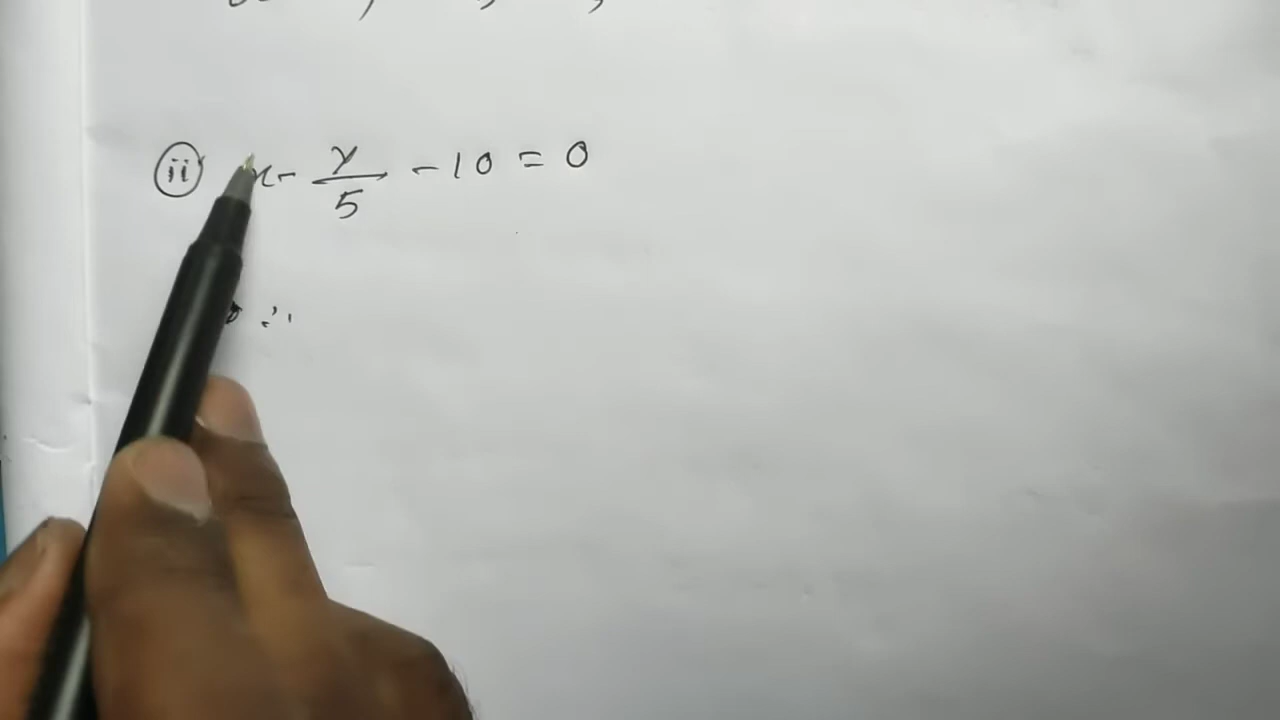 (ii) x - y/5 - 10 = 0
∴